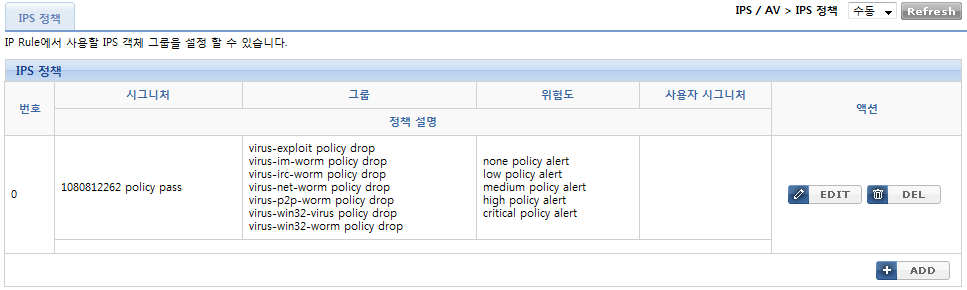 IPS 정책
IPS / AV > IPS 정책 수동 Refresh
IP Rule에서 사용할 IPS 객체 그룹을 설정 할 수 있습니다.
IPS 정책
번호 시그니처 그룹 위험도 사용자 시그니처 액션
정책 설명
0
1080812262 policy pass
virus-exploit policy drop
virus-im-worm policy drop
virus-irc-worm policy drop
virus-net-worm policy drop
virus-p2p-worm policy drop
virus-win32-virus policy drop
virus-win32-worm policy drop
none policy alert
low policy alert
medium policy alert
high policy alert
critical policy alert
EDIT DEL
ADD